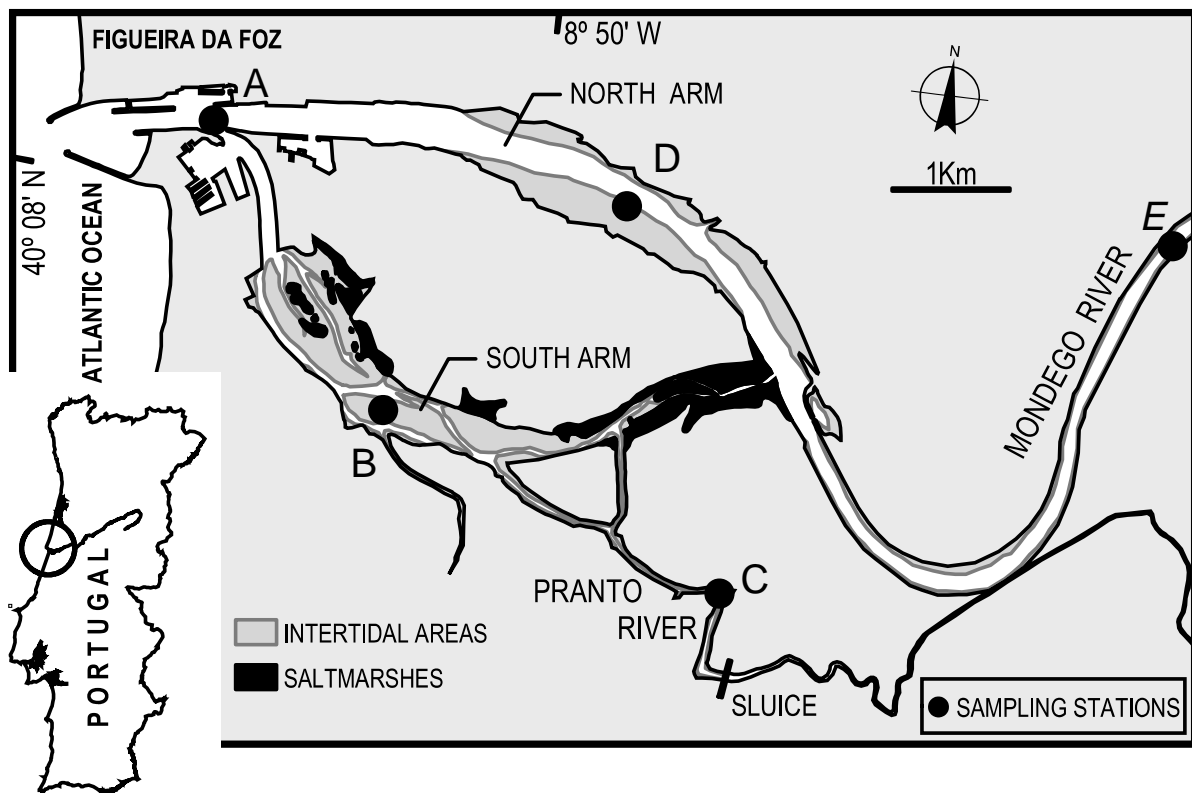 FIGUEIRA DA FOZ
8º 50' W
N
A
NORTH ARM
D
1Km
40º 08' N
ATLANTIC OCEAN
E
MONDEGO RIVER
SOUTH ARM
B
PRANTO
RIVER
C
INTERTIDAL AREAS
SALTMARSHES
SLUICE
SAMPLING STATIONS
PORTUGAL